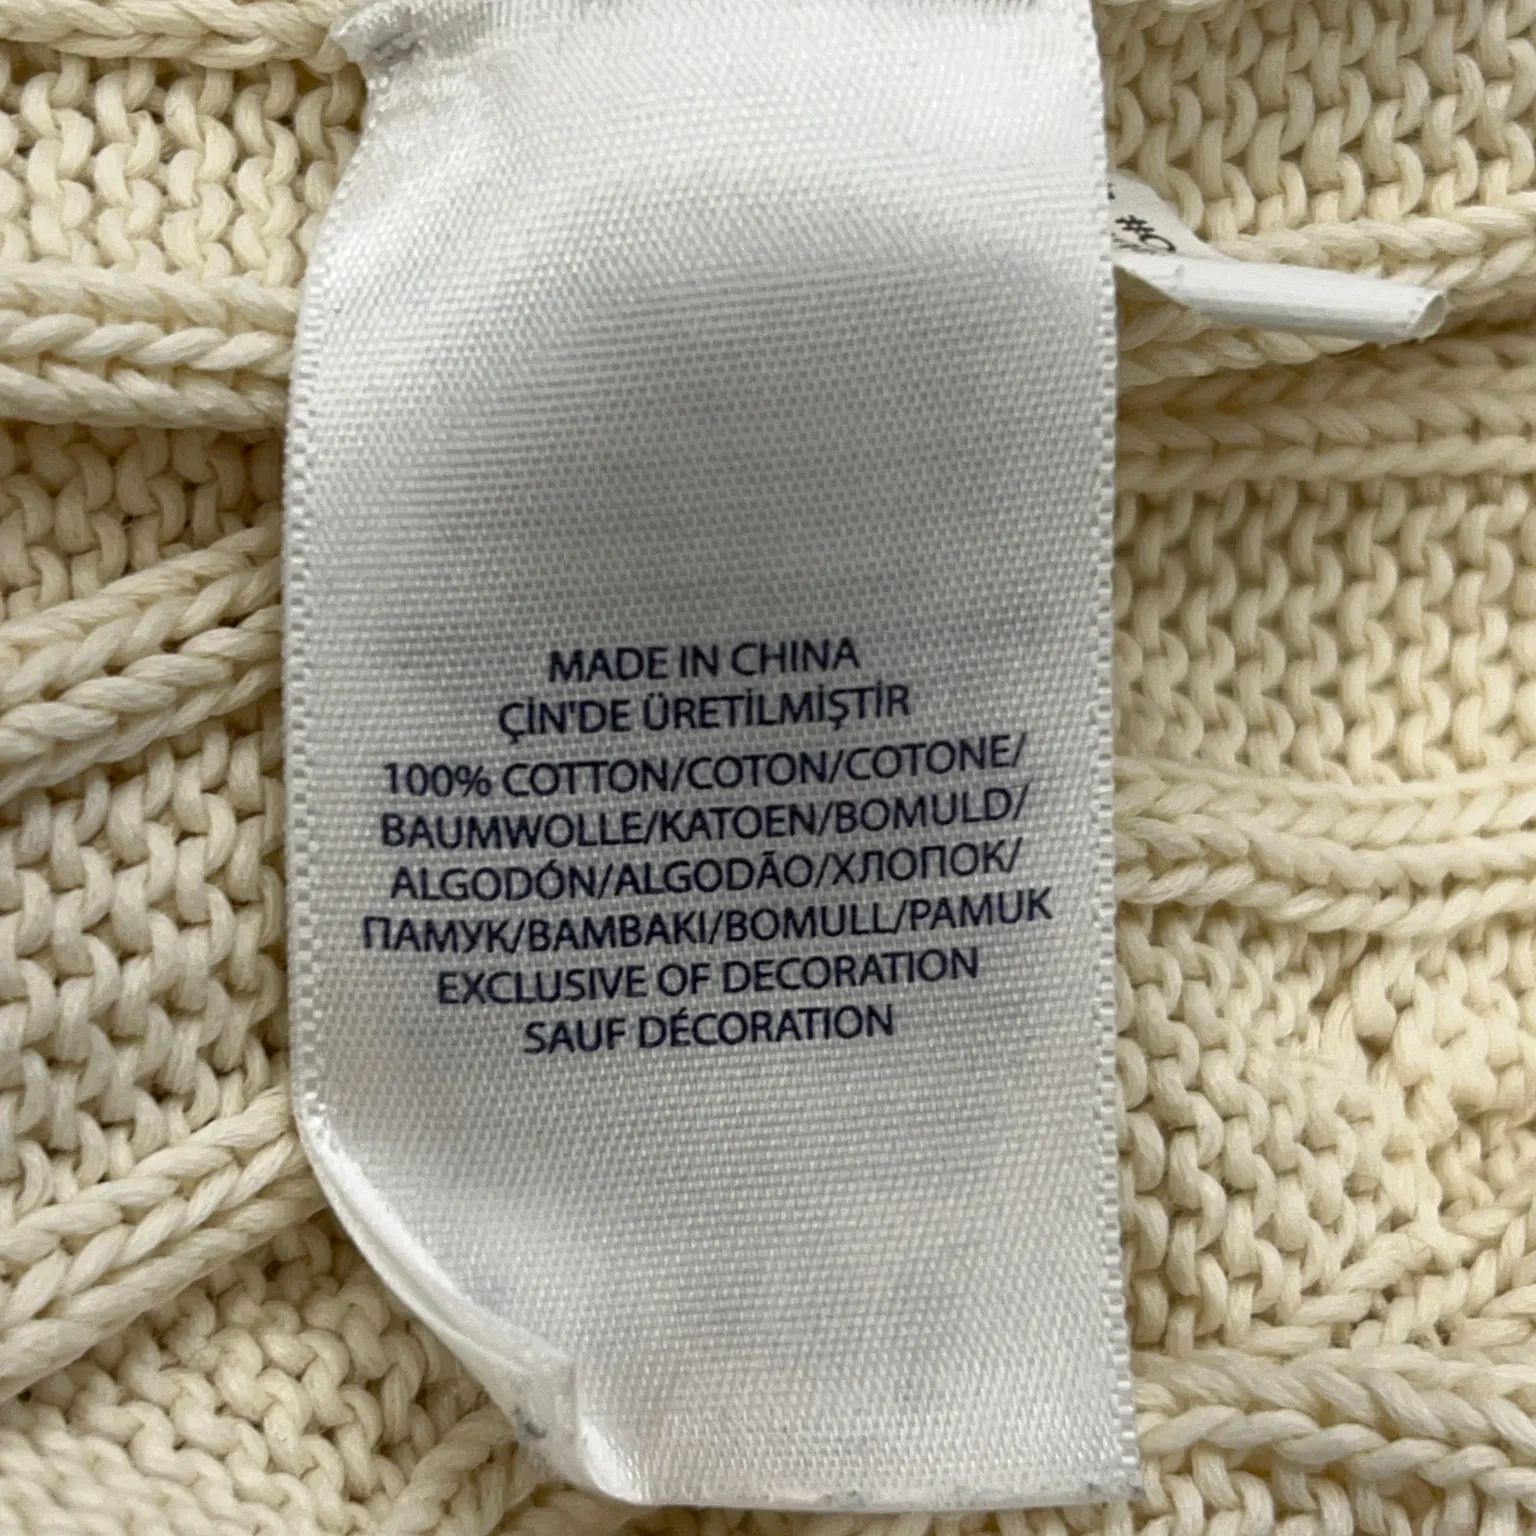 MADE IN CHINA
ÇİN'DE ÜRETİLMİŞTİR
100% COTTON/COTON/COTONE/
BAUMWOLLE/KATOEN/BOMULD/
ALGODÓN/ALGODÃO/ХЛОПОК/
ПАМУК/BAMBAKI/BOMULL/PAMUK
EXCLUSIVE OF DECORATION
SAUF DÉCORATION